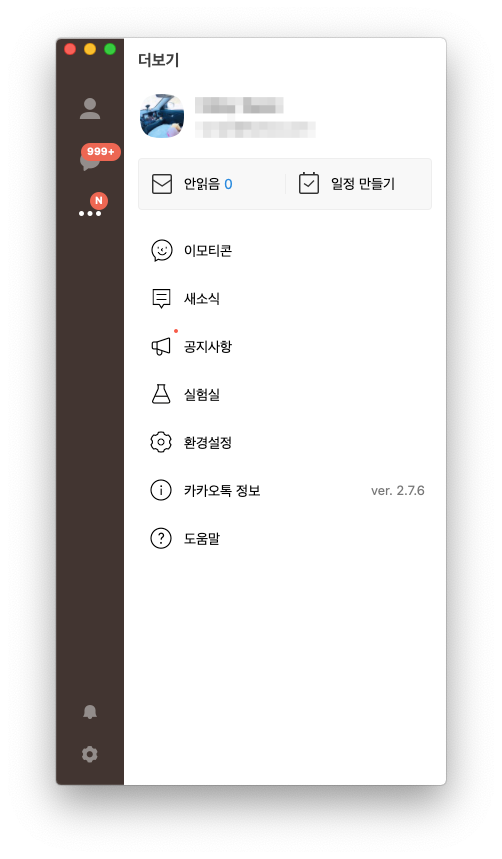 더보기
999+
N
안읽음 0
일정 만들기
이모티콘
새소식
공지사항
실험실
환경설정
카카오톡 정보
ver. 2.7.6
도움말